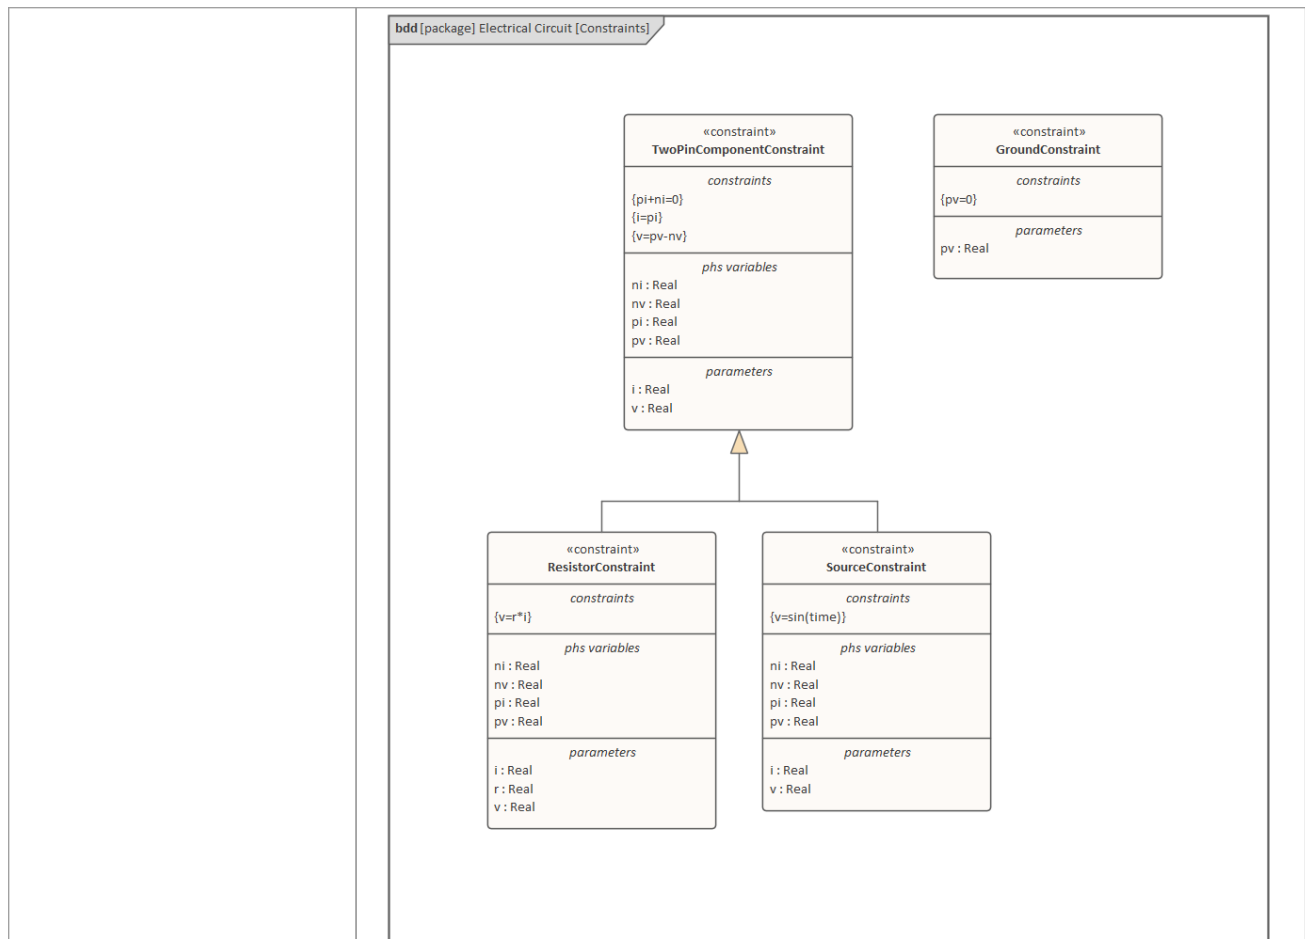 bdd [package] Electrical Circuit [Constraints]
«constraint»
TwoPinComponentConstraint
constraints
{pi+ni=0}
{i=pi}
{v=pv-nv}
phs variables
ni : Real
nv : Real
pi : Real
pv : Real
parameters
i : Real
v : Real
«constraint»
GroundConstraint
constraints
{pv=0}
parameters
pv : Real
«constraint»
ResistorConstraint
constraints
{v=r*i}
phs variables
ni : Real
nv : Real
pi : Real
pv : Real
parameters
i : Real
r : Real
v : Real
«constraint»
SourceConstraint
constraints
{v=sin(time)}
phs variables
ni : Real
nv : Real
pi : Real
pv : Real
parameters
i : Real
v : Real